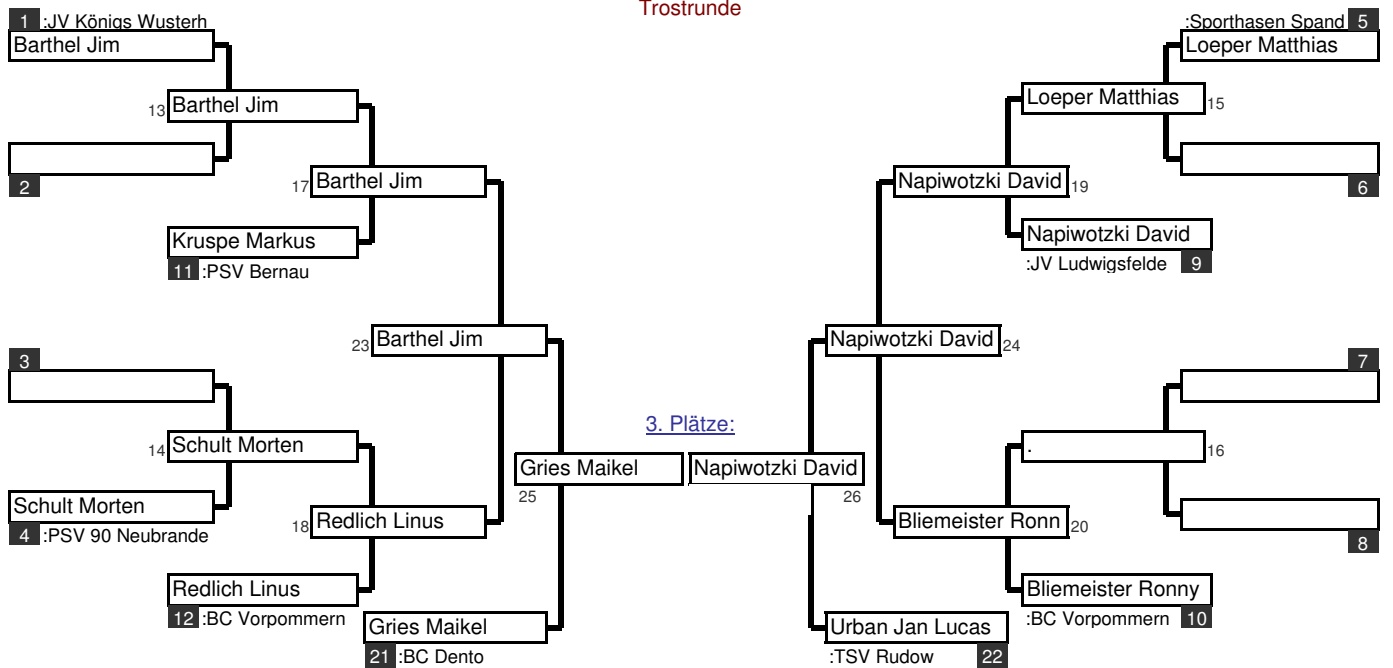 Trostrunde
1 :JV Königs Wusterh
Barthel Jim
13 Barthel Jim
2
17 Barthel Jim
Kruspe Markus
11 :PSV Bernau
23 Barthel Jim
3
14 Schult Morten
Schult Morten
4 :PSV 90 Neubrande
18 Redlich Linus
Redlich Linus
12 :BC Vorpommern
Gries Maikel
21 :BC Dento
3. Plätze:
Gries Maikel
25
Napiwotzki David
26
:Sporthasen Spand 5
Loeper Matthias
Loeper Matthias 15
6
Napiwotzki David 19
Napiwotzki David
:JV Ludwigsfelde 9
Napiwotzki David 24
7
. 16
8
Bliemeister Ronn 20
Bliemeister Ronny
:BC Vorpommern 10
Urban Jan Lucas
:TSV Rudow 22